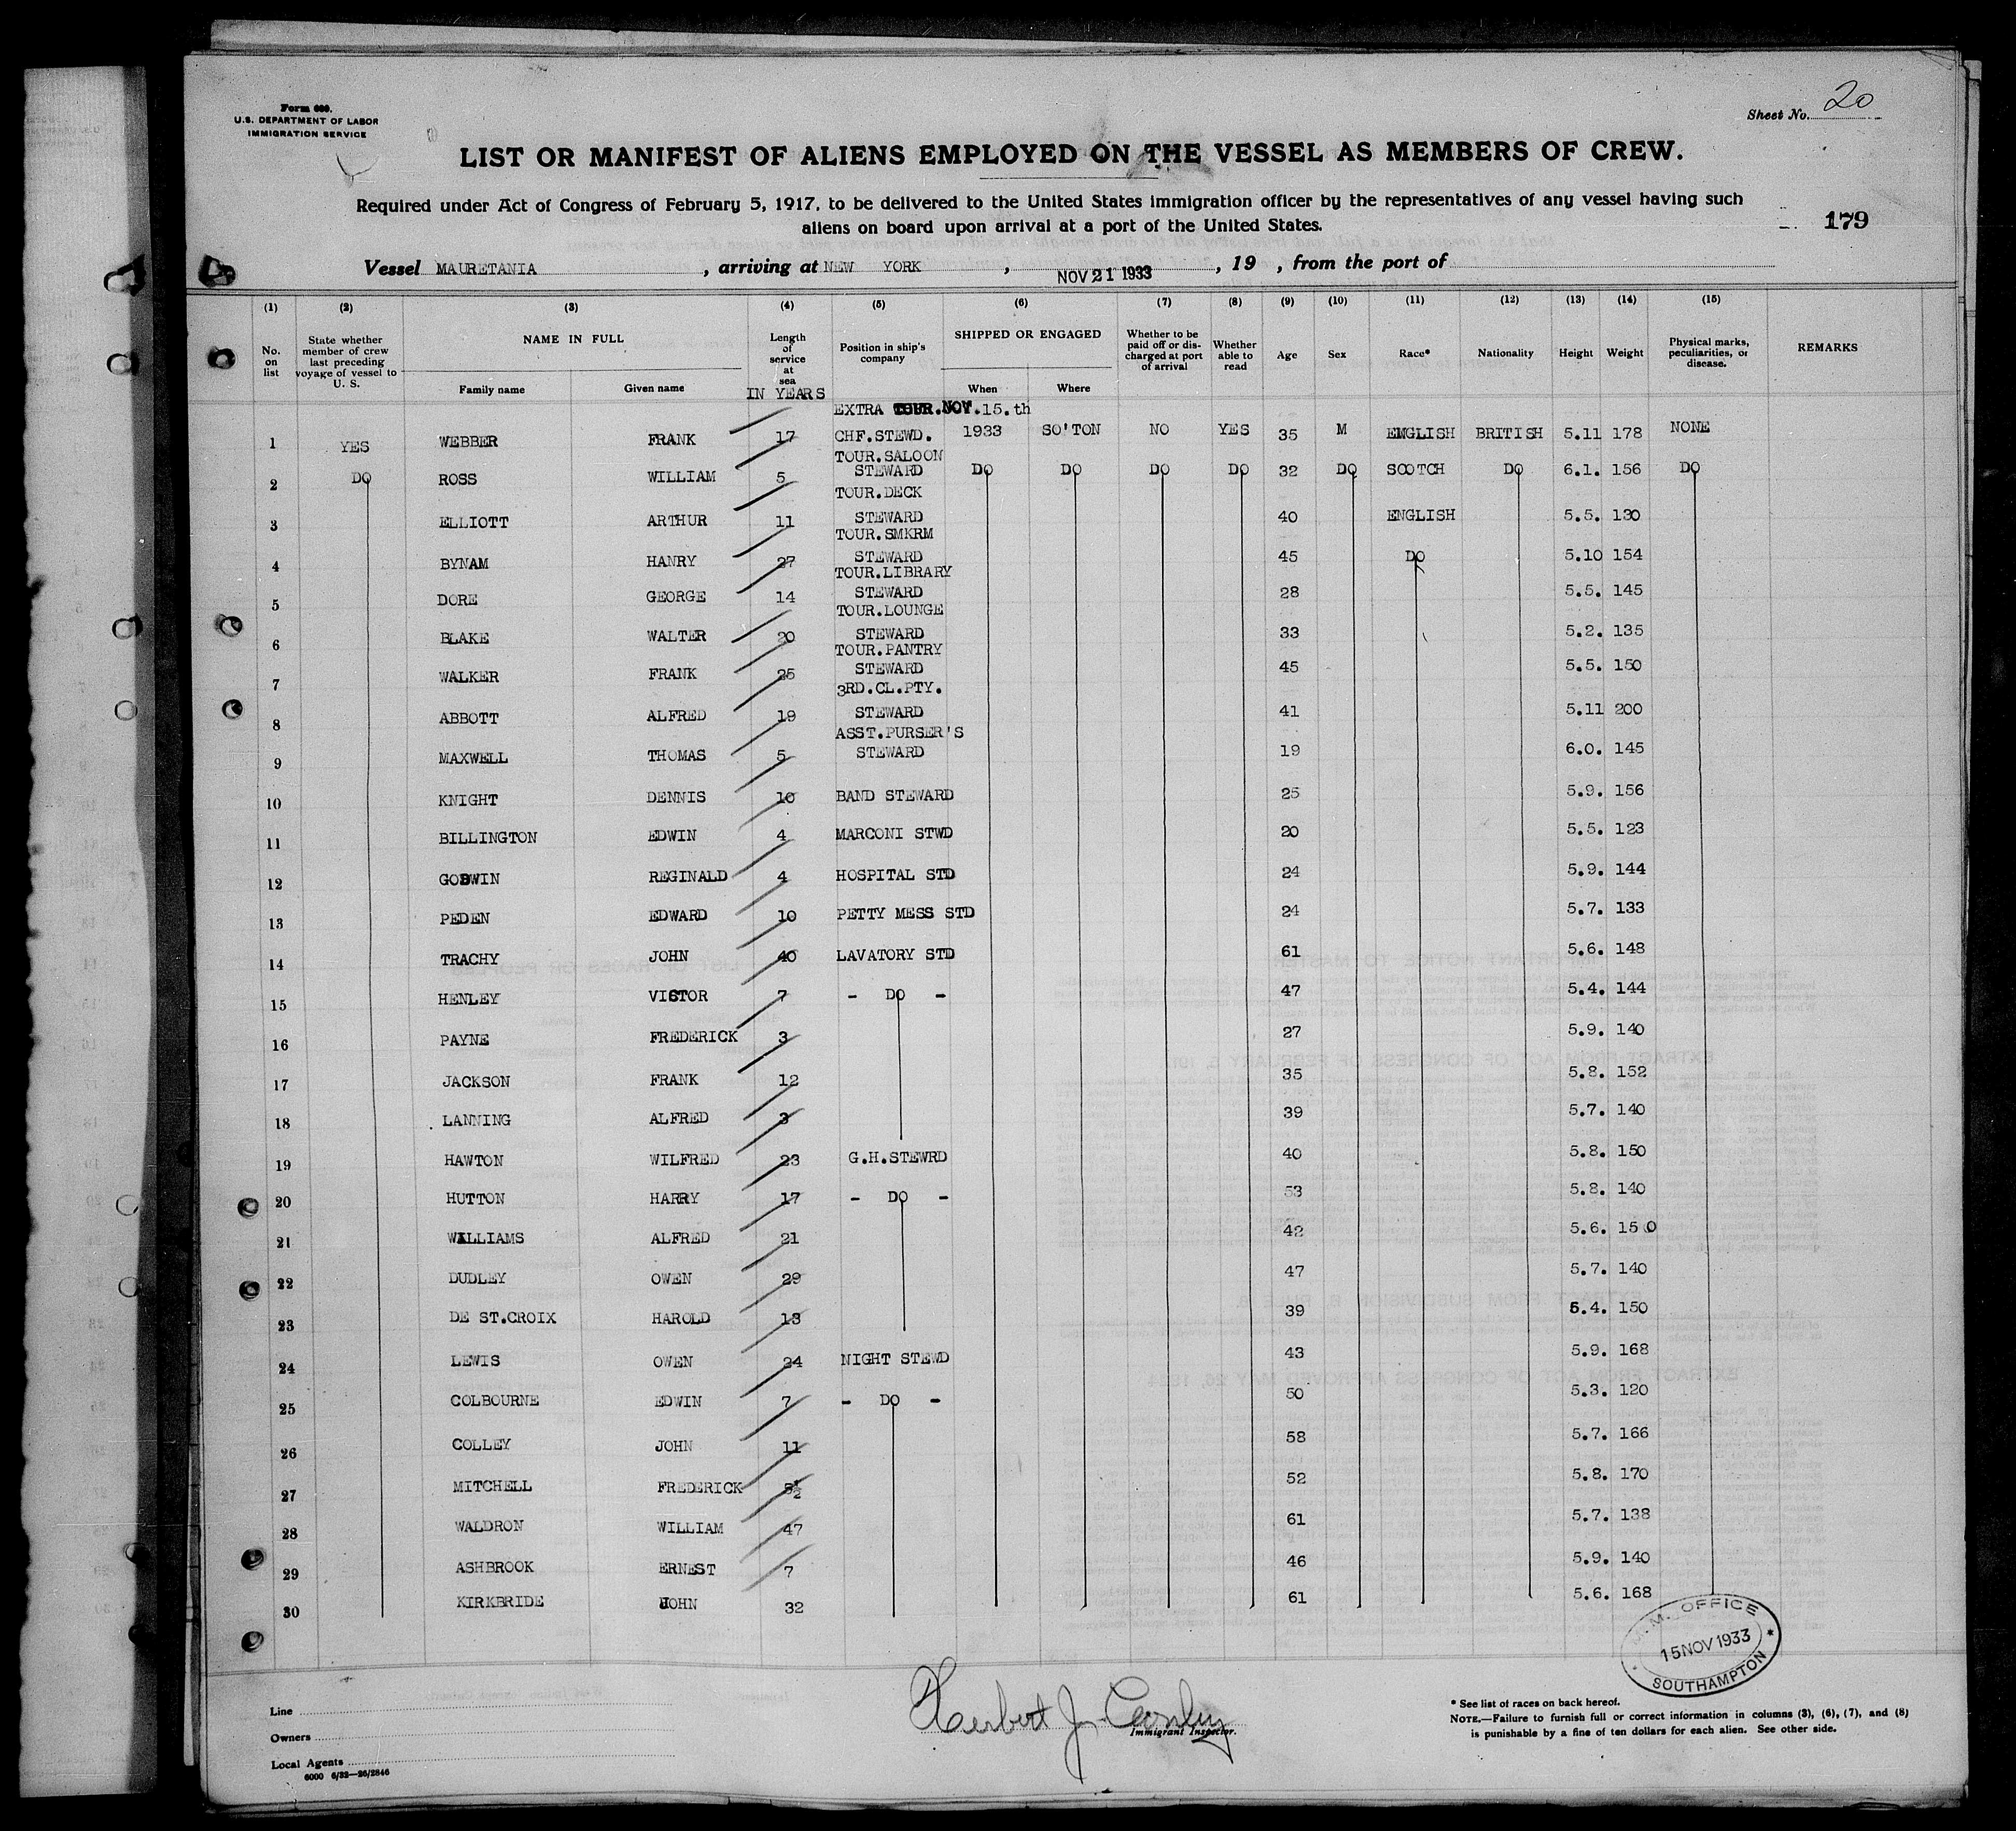 Form 689.
U.S. DEPARTMENT OF LABOR
IMMIGRATION SERVICE
Sheet No. 20
LIST OR MANIFEST OF ALIENS EMPLOYED ON THE VESSEL AS MEMBERS OF CREW.
Required under Act of Congress of February 5, 1917, to be delivered to the United States immigration officer by the representatives of any vessel having such
aliens on board upon arrival at a port of the United States.
179
Vessel MAURETANIA , arriving at NEW YORK , NOV 21 1933 , 19 , from the port of
(1) (2) (3) (4) (5) (6) (7) (8) (9) (10) (11) (12) (13) (14) (15)
No. on list State whether member of crew last preceding voyage of vessel to U. S. NAME IN FULL Family name Given name Length of service at sea IN YEARS Position in ship's company SHIPPED OR ENGAGED When Where Whether to be paid off or discharged at port of arrival Whether able to read Age Sex Race* Nationality Height Weight Physical marks, peculiarities, or disease. REMARKS
EXTRA TOUR. NOV.15.th
1 YES WEBBER FRANK 17 CHF.STEWD. 1933 SO'TON NO YES 35 M ENGLISH BRITISH 5.11 178 NONE
TOUR.SALOON
2 DO ROSS WILLIAM 5 STEWARD DO DO DO DO 32 DO SCOTCH DO 6.1. 156 DO
TOUR.DECK
3 ELLIOTT ARTHUR 11 STEWARD 40 ENGLISH 5.5. 130
TOUR.SMKRM
4 BYNAM HANRY 27 STEWARD 45 DO 5.10 154
TOUR.LIBRARY
5 DORE GEORGE 14 STEWARD 28 5.5. 145
TOUR.LOUNGE
6 BLAKE WALTER 20 STEWARD 33 5.2. 135
TOUR.PANTRY
7 WALKER FRANK 25 STEWARD 45 5.5. 150
3RD.CL.PTY.
8 ABBOTT ALFRED 19 STEWARD 41 5.11 200
ASST.PURSER'S
9 MAXWELL THOMAS 5 STEWARD 19 6.0. 145
10 KNIGHT DENNIS 10 BAND STEWARD 25 5.9. 156
11 BILLINGTON EDWIN 4 MARCONI STWD 20 5.5. 123
12 GODWIN REGINALD 4 HOSPITAL STD 24 5.9. 144
13 PEDEN EDWARD 10 PETTY MESS STD 24 5.7. 133
14 TRACHY JOHN 40 LAVATORY STD 61 5.6. 148
15 HENLEY VICTOR 7 - DO - 47 5.4. 144
16 PAYNE FREDERICK 3 27 5.9. 140
17 JACKSON FRANK 12 35 5.8. 152
18 LANNING ALFRED 3 39 5.7. 140
19 HAWTON WILFRED 23 G.H.STEWRD 40 5.8. 150
20 HUTTON HARRY 17 - DO - 53 5.8. 140
21 WILLIAMS ALFRED 21 42 5.6. 150
22 DUDLEY OWEN 29 47 5.7. 140
23 DE ST.CROIX HAROLD 13 39 5.4. 150
24 LEWIS OWEN 24 NIGHT STEWD 43 5.9. 168
25 COLBOURNE EDWIN 7 - DO - 50 5.3. 120
26 COLLEY JOHN 11 58 5.7. 166
27 MITCHELL FREDERICK 5½ 52 5.8. 170
28 WALDRON WILLIAM 47 61 5.7. 138
29 ASHBROOK ERNEST 7 46 5.9. 140
30 KIRKBRIDE JOHN 32 61 5.6. 168
M.M. OFFICE
15 NOV 1933
SOUTHAMPTON
Line
Owners
Local Agents
6000 6/32—26/2846
Herbert J.
Immigrant Inspector.
* See list of races on back hereof.
NOTE.—Failure to furnish full or correct information in columns (3), (6), (7), and (8)
is punishable by a fine of ten dollars for each alien. See other side.